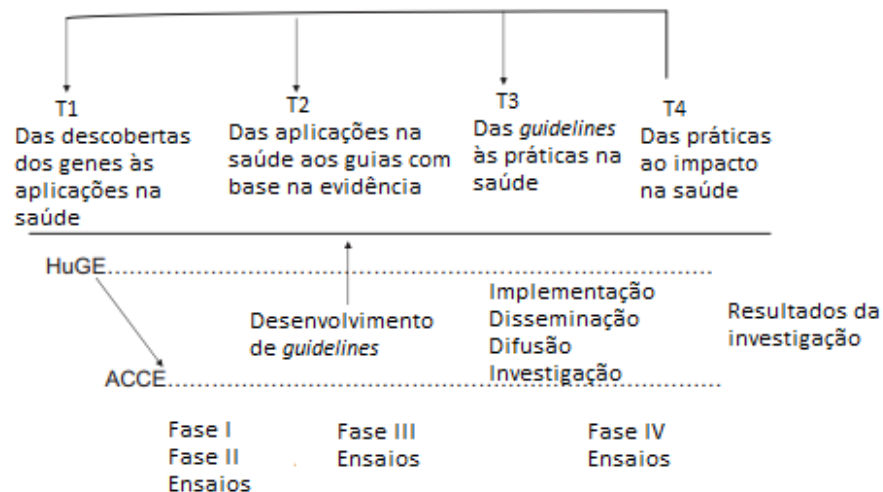 T1
Das descobertas
dos genes às
aplicações na
saúde
T2
Das aplicações na
saúde aos guias com
base na evidência
T3
Das guidelines
às práticas na
saúde
T4
Das práticas
ao impacto
na saúde
HuGE
Desenvolvimento
de guidelines
Implementação
Disseminação
Difusão
Investigação
Resultados da
investigação
ACCE
Fase I
Fase II
Ensaios
Fase III
Ensaios
Fase IV
Ensaios